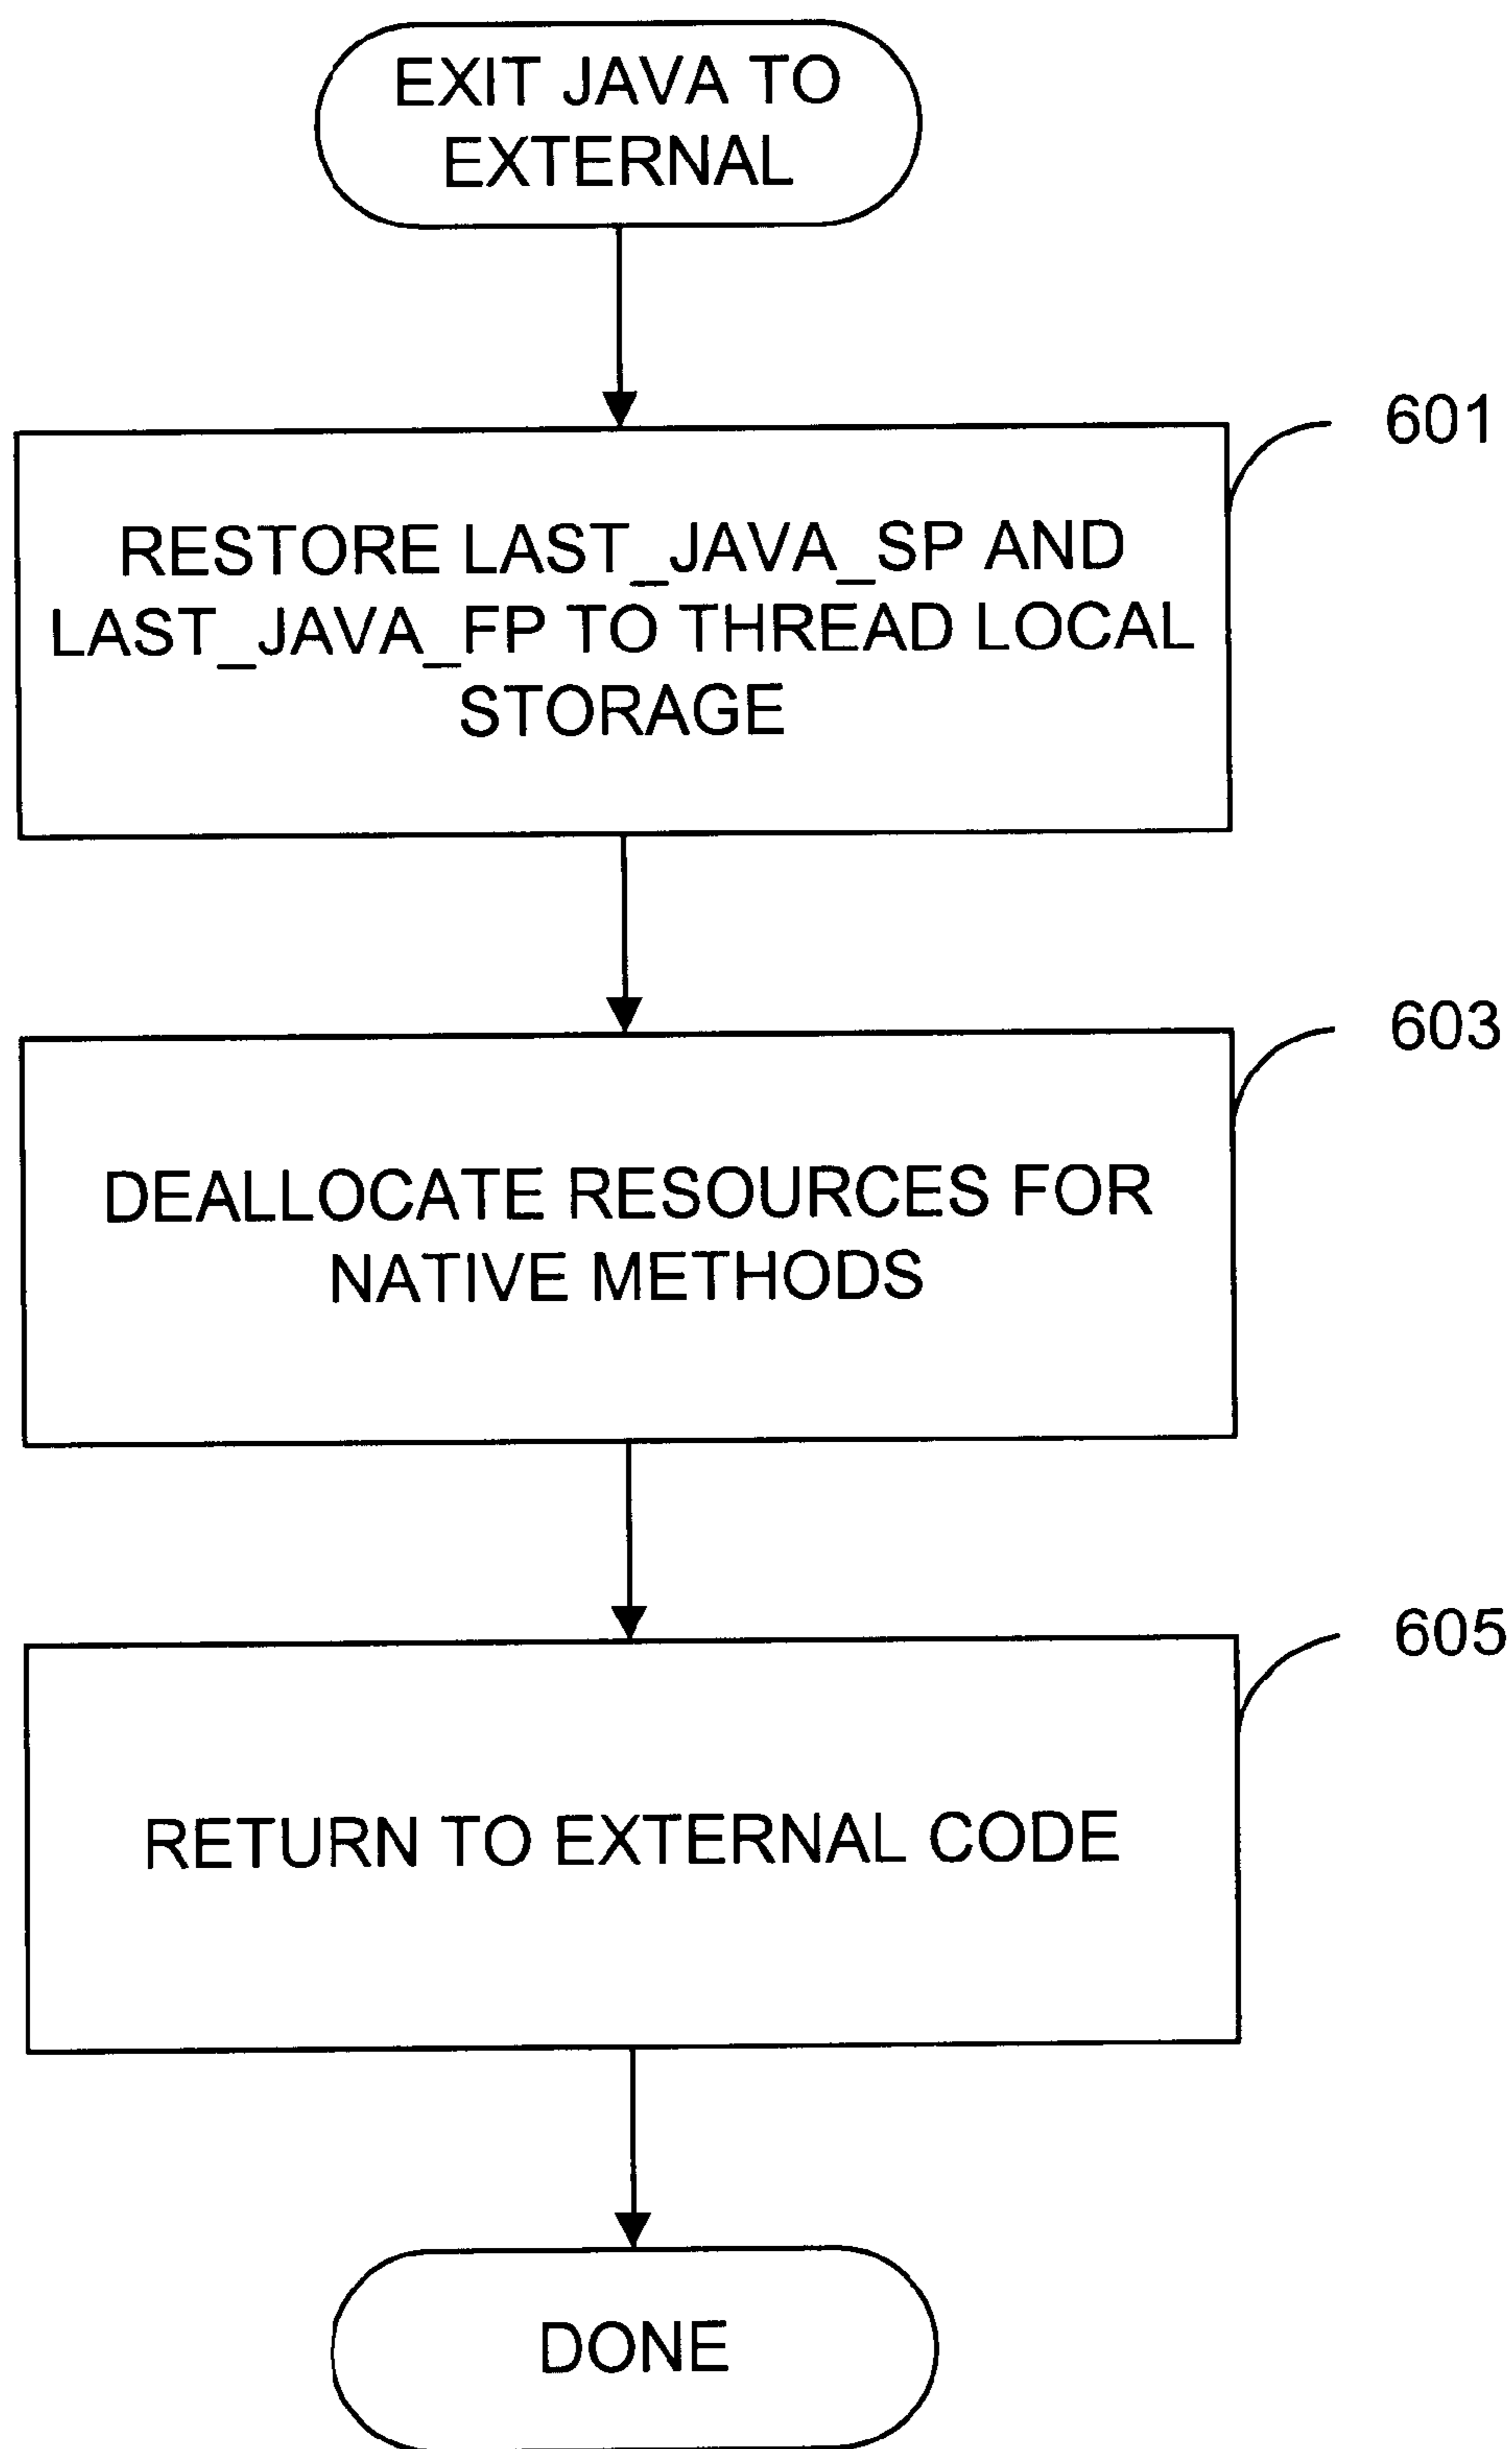 EXIT JAVA TO
EXTERNAL
601
RESTORE LAST_JAVA_SP AND
LAST_JAVA_FP TO THREAD LOCAL
STORAGE
603
DEALLOCATE RESOURCES FOR
NATIVE METHODS
605
RETURN TO EXTERNAL CODE
DONE